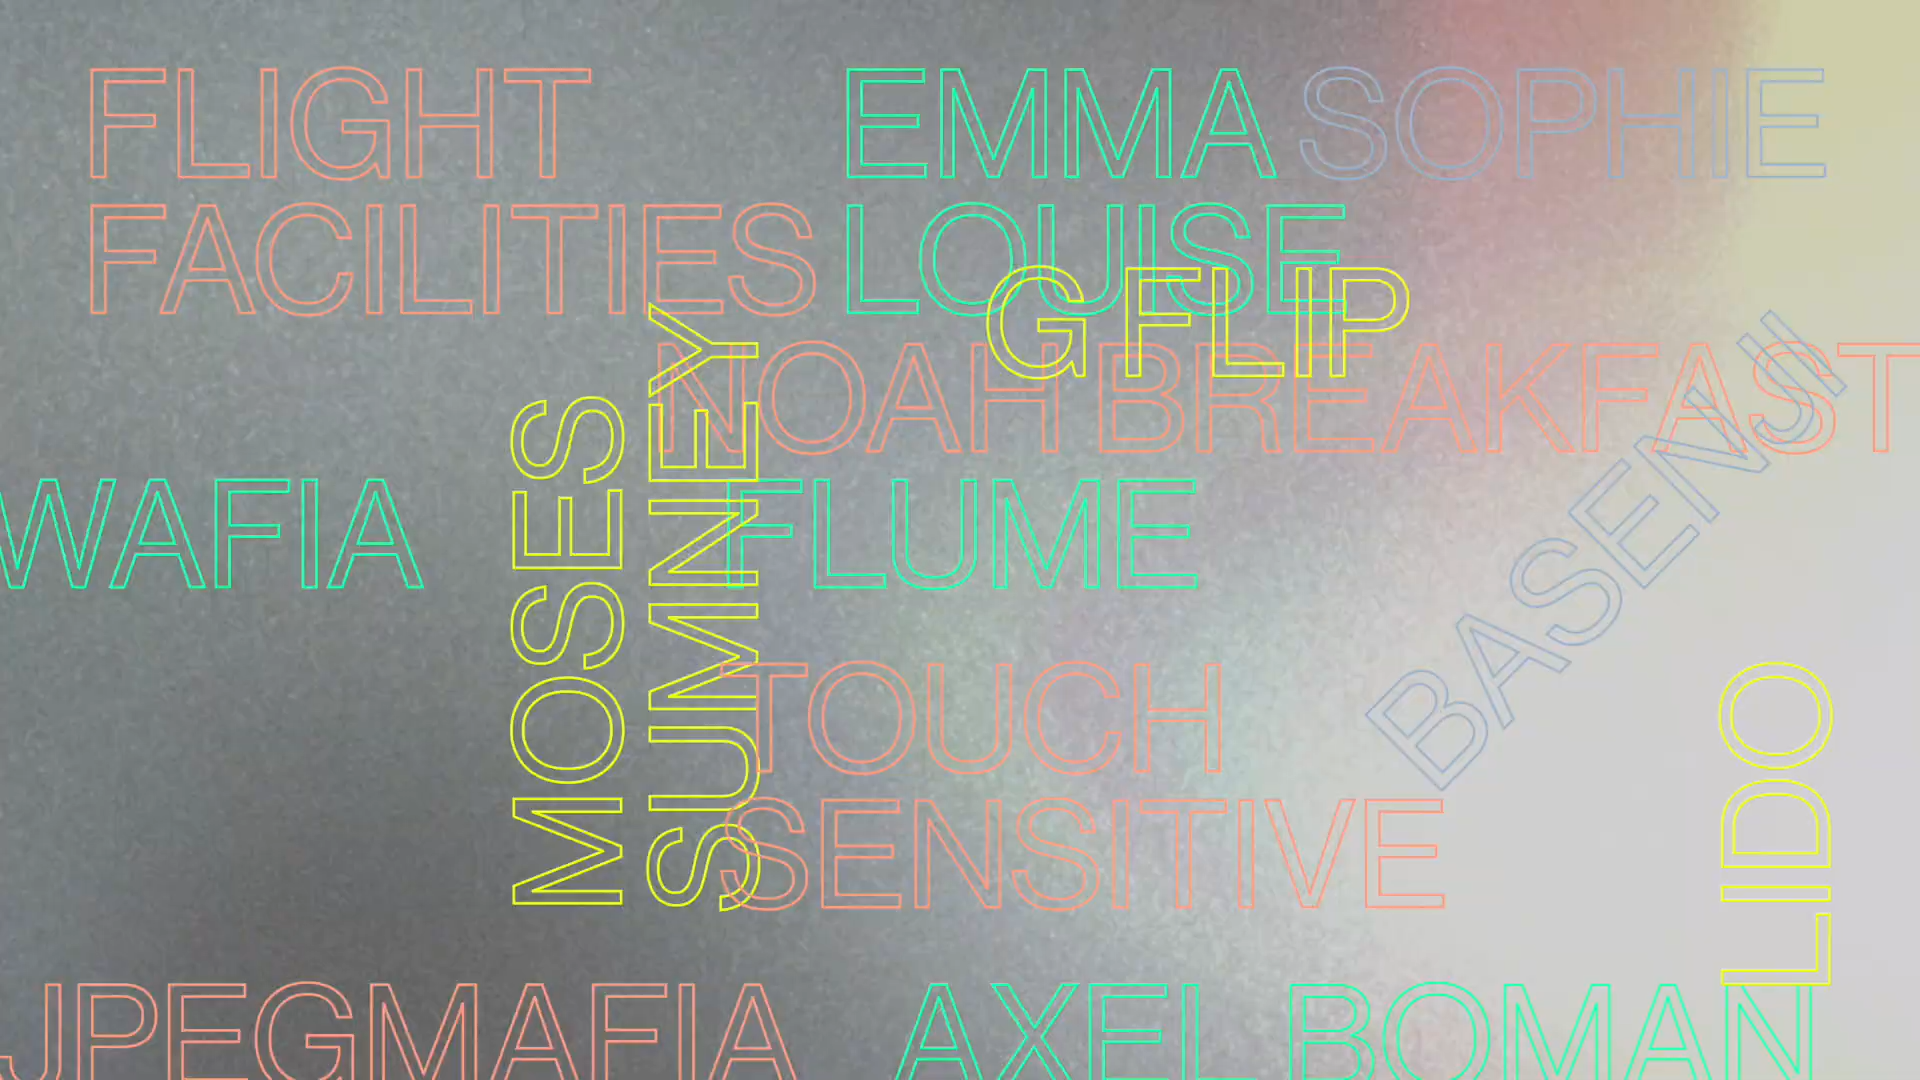 FLIGHT
FACILITIES
EMMA
LOUISE
SOPHIE
G FLIP
NOAH BREAKFAST
BASENJI
WAFIA
MOSES
SUMNEY
FLUME
TOUCH
SENSITIVE
LIDO
JPEGMAFIA
AXEL BOMAN